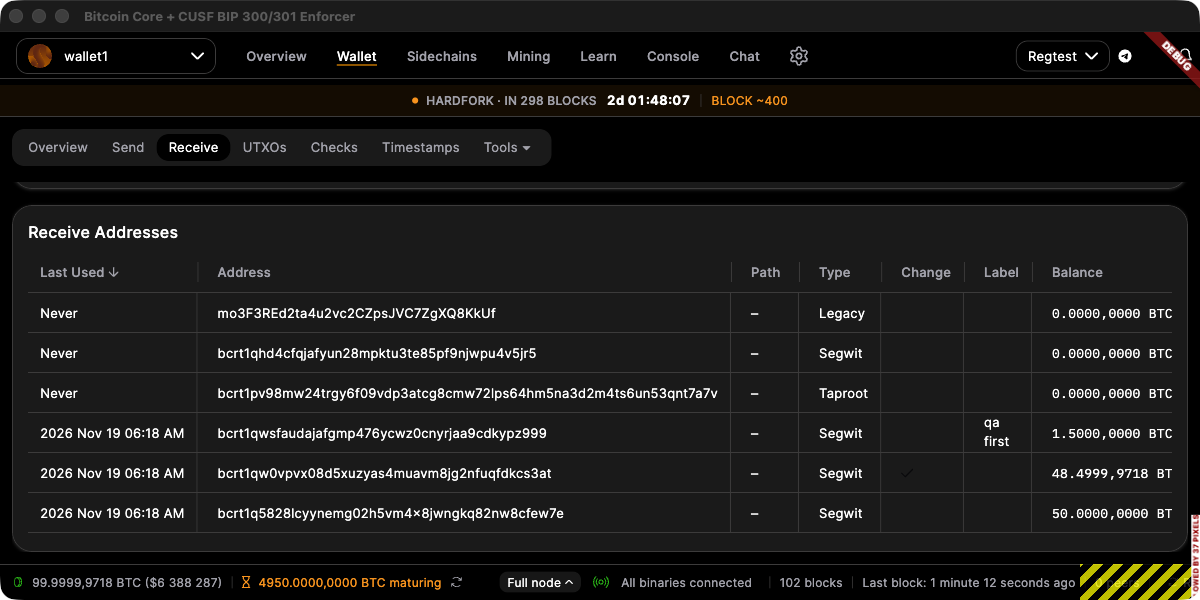 Bitcoin Core + CUSF BIP 300/301 Enforcer
wallet1 Overview Wallet Sidechains Mining Learn Console Chat Regtest DEBUG
HARDFORK · IN 298 BLOCKS 2d 01:48:07 BLOCK ~400
Overview Send Receive UTXOs Checks Timestamps Tools
Receive Addresses
Last Used ↓ Address Path Type Change Label Balance
Never mo3F3REd2ta4u2vc2CZpsJVC7ZgXQ8KkUf – Legacy 0.0000,0000 BTC
Never bcrt1qhd4cfqjafyun28mpktu3te85pf9njwpu4v5jr5 – Segwit 0.0000,0000 BTC
Never bcrt1pv98mw24trgy6f09vdp3atcg8cmw72lps64hm5na3d2m4ts6un53qnt7a7v – Taproot 0.0000,0000 BTC
2026 Nov 19 06:18 AM bcrt1qwsfaudajafgmp476ycwz0cnyrjaa9cdkypz999 – Segwit qa first 1.5000,0000 BTC
2026 Nov 19 06:18 AM bcrt1qw0vpvx08d5xuzyas4muavm8jg2nfuqfdkcs3at – Segwit ✓ 48.4999,9718 BT
2026 Nov 19 06:18 AM bcrt1q5828lcyynemg02h5vm4×8jwngkq82nw8cfew7e – Segwit 50.0000,0000 BT
99.9999,9718 BTC ($6 388 287) 4950.0000,0000 BTC maturing Full node All binaries connected 102 blocks Last block: 1 minute 12 seconds ago
OWED BY 37 PIXELS